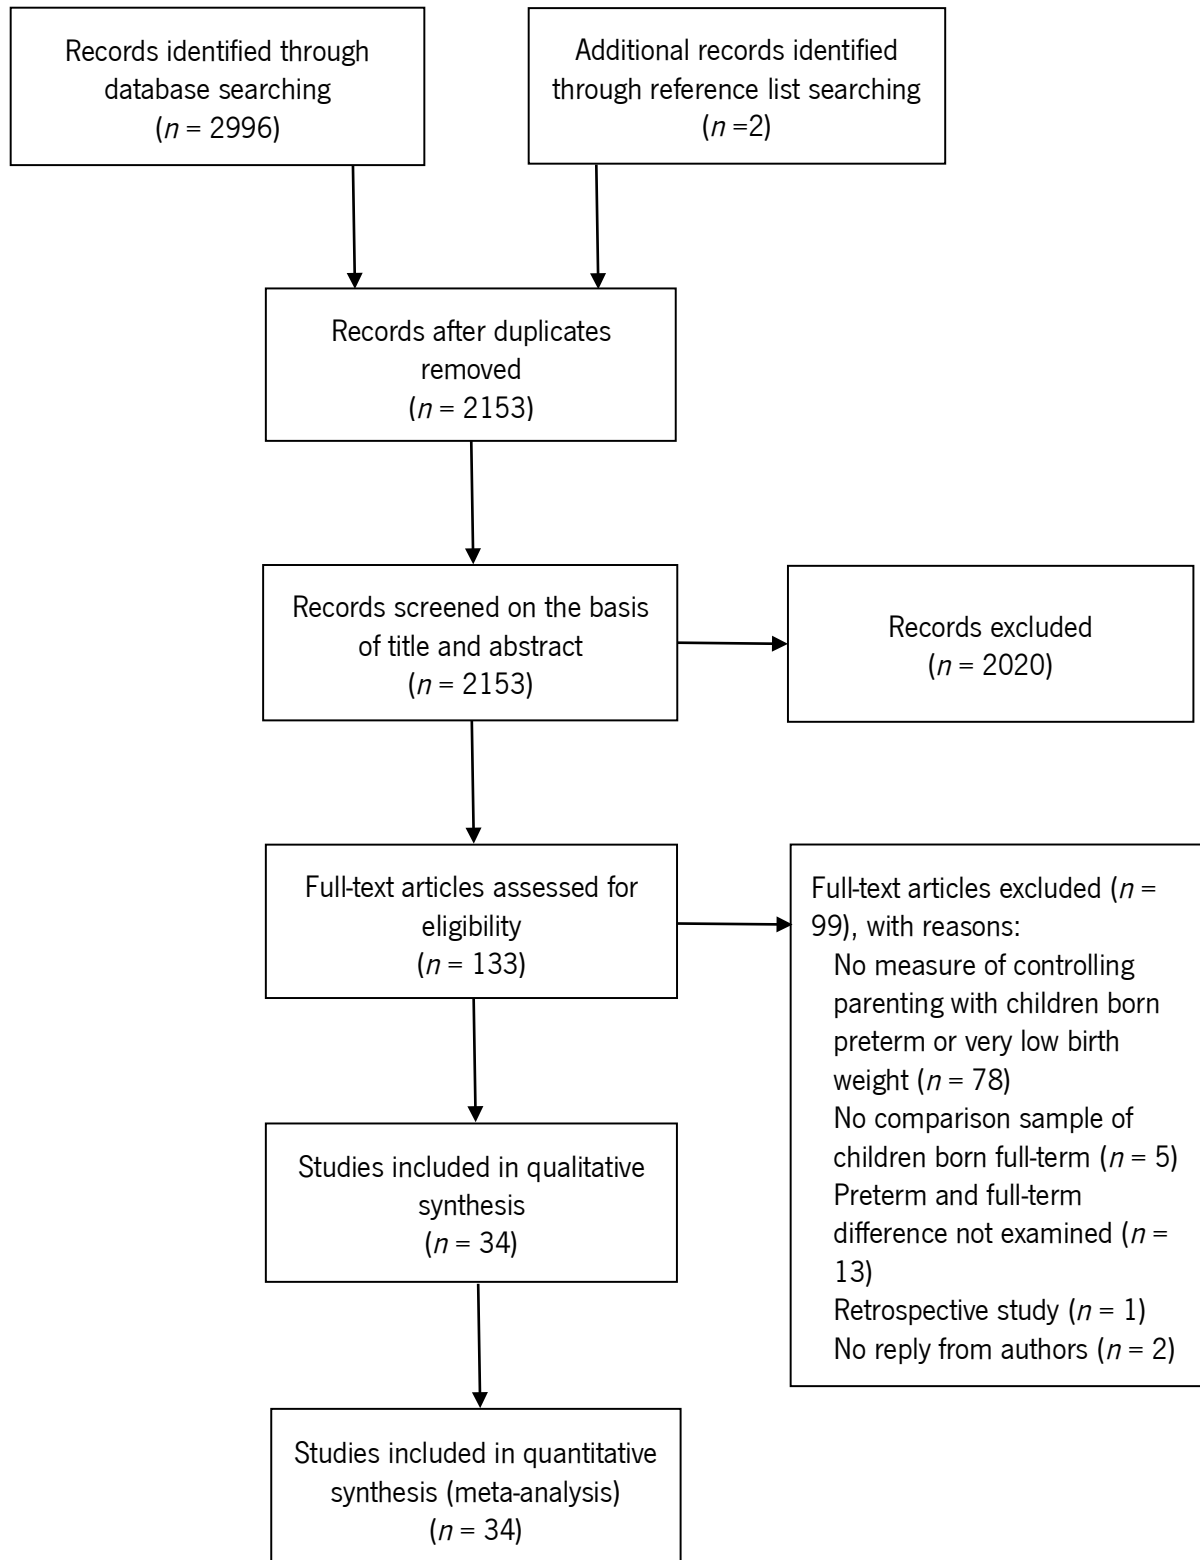 Records identified through
database searching
(n = 2996)
Additional records identified
through reference list searching
(n =2)
Records after duplicates
removed
(n = 2153)
Records screened on the basis
of title and abstract
(n = 2153)
Records excluded
(n = 2020)
Full-text articles assessed for
eligibility
(n = 133)
Full-text articles excluded (n =
99), with reasons:
No measure of controlling
parenting with children born
preterm or very low birth
weight (n = 78)
No comparison sample of
children born full-term (n = 5)
Preterm and full-term
difference not examined (n =
13)
Retrospective study (n = 1)
No reply from authors (n = 2)
Studies included in qualitative
synthesis
(n = 34)
Studies included in quantitative
synthesis (meta-analysis)
(n = 34)